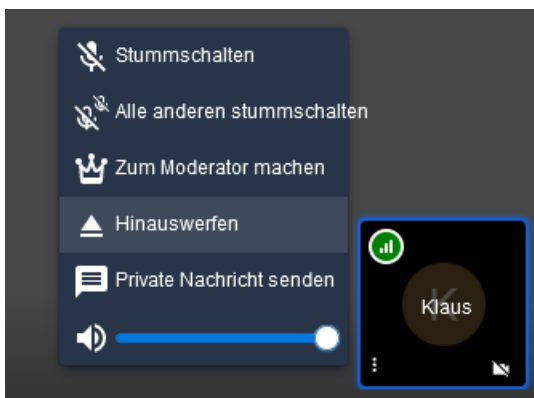 Stummschalten
Alle anderen stummschalten
Zum Moderator machen
Hinauswerfen
Private Nachricht senden
K
Klaus